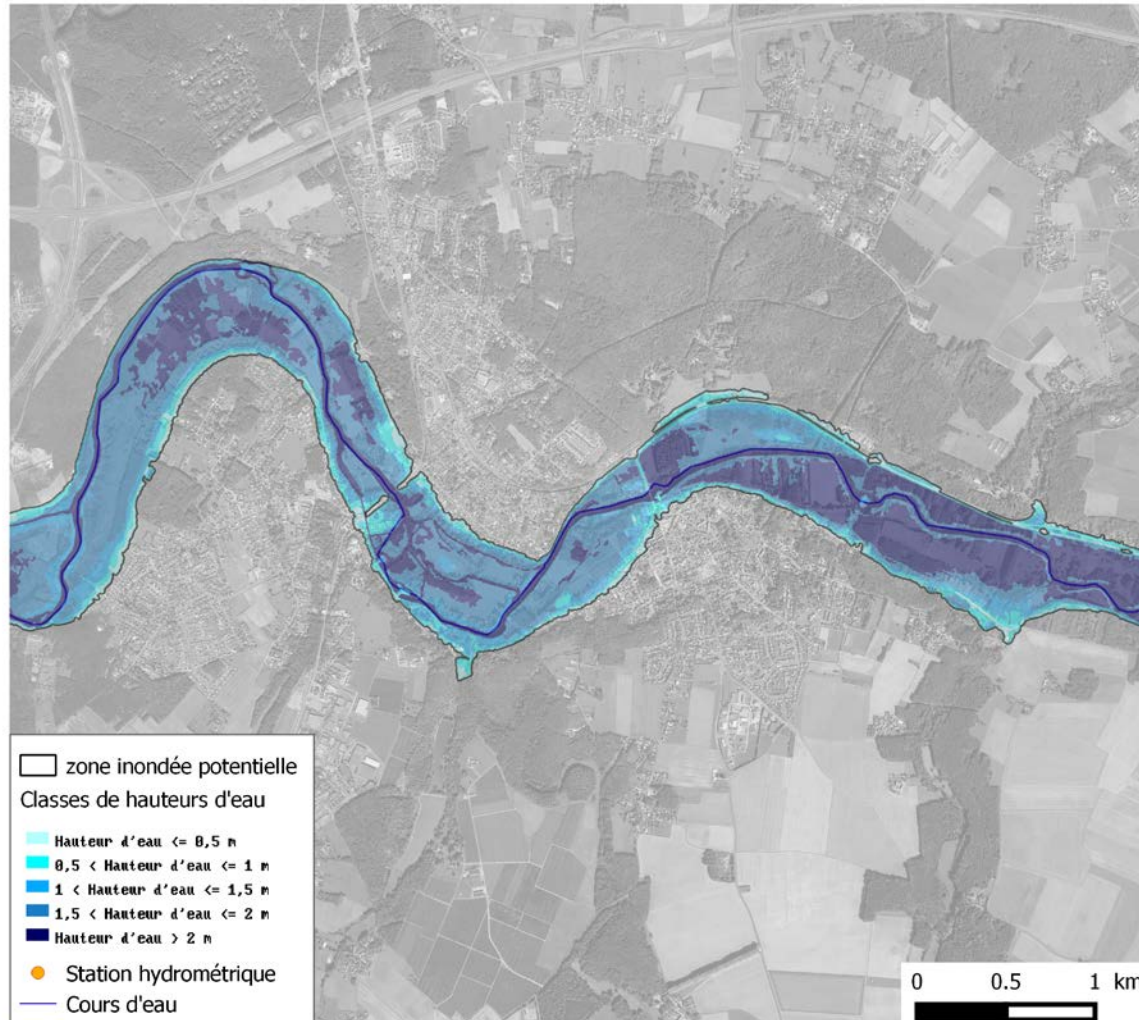 zone inondée potentielle
Classes de hauteurs d'eau
Hauteur d'eau <= 0,5 m
0,5 < Hauteur d'eau <= 1 m
1 < Hauteur d'eau <= 1,5 m
1,5 < Hauteur d'eau <= 2 m
Hauteur d'eau > 2 m
Station hydrométrique
Cours d'eau
0 0.5 1 km